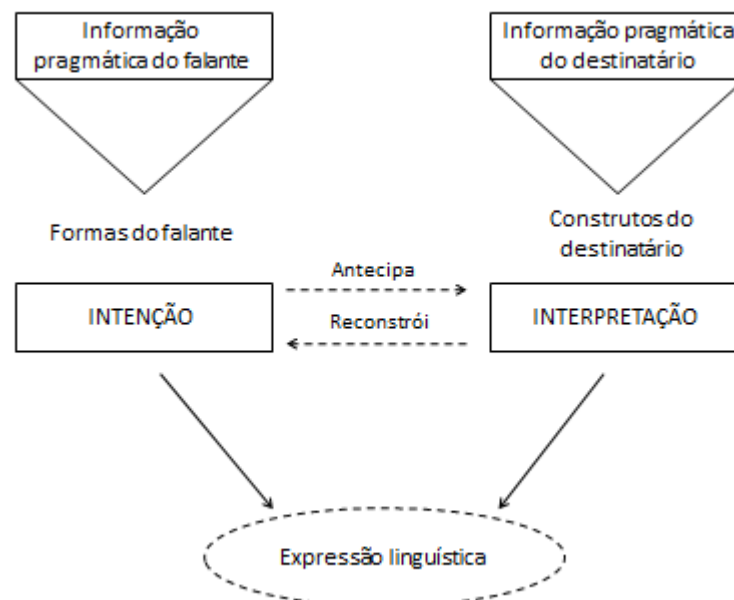 Informação
pragmática do falante
Informação pragmática
do destinatário
Formas do falante
Construtos do
destinatário
Antecipa
INTENÇÃO
INTERPRETAÇÃO
Reconstrói
Expressão linguística